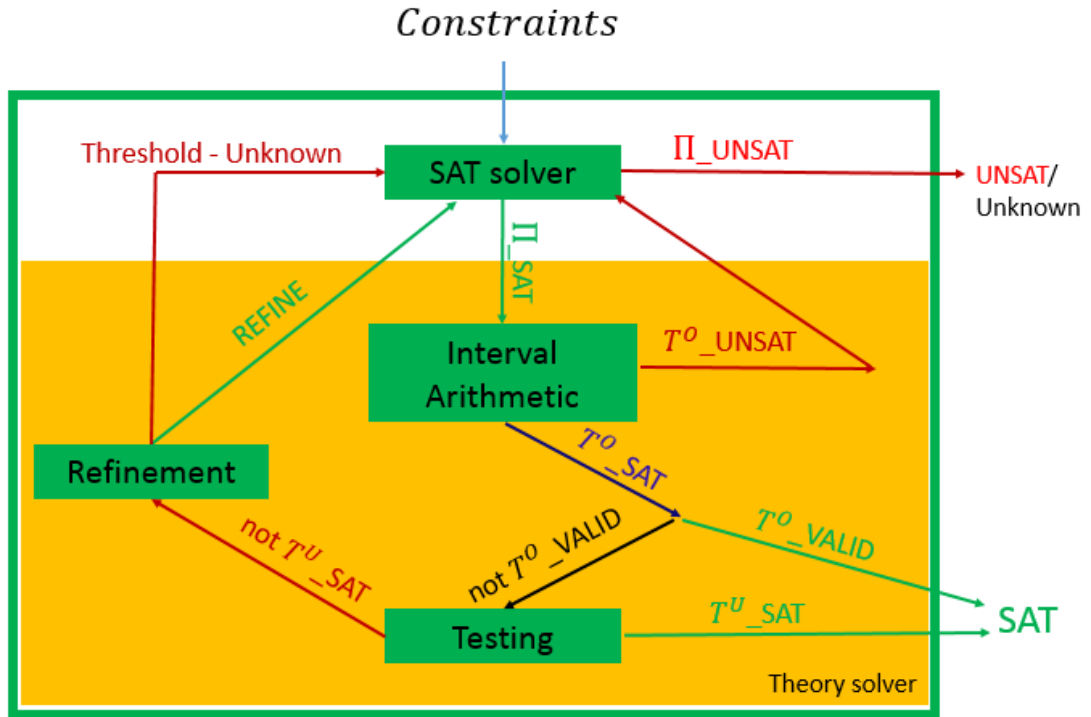 Constraints
Threshold - Unknown
SAT solver
Π_UNSAT
UNSAT/
Unknown
Π_SAT
REFINE
Interval
Arithmetic
T^O_UNSAT
T^O_SAT
Refinement
not T^O_VALID
T^O_VALID
not T^U_SAT
Testing
T^U_SAT
SAT
Theory solver